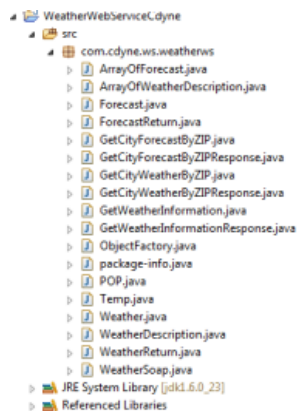 WeatherWebServiceCdyne
src
com.cdyne.ws.weatherws
ArrayOfForecast.java
ArrayOfWeatherDescription.java
Forecast.java
ForecastReturn.java
GetCityForecastByZIP.java
GetCityForecastByZIPResponse.java
GetCityWeatherByZIP.java
GetCityWeatherByZIPResponse.java
GetWeatherInformation.java
GetWeatherInformationResponse.java
ObjectFactory.java
package-info.java
POP.java
Temp.java
Weather.java
WeatherDescription.java
WeatherReturn.java
WeatherSoap.java
JRE System Library [jdk1.6.0_23]
Referenced Libraries